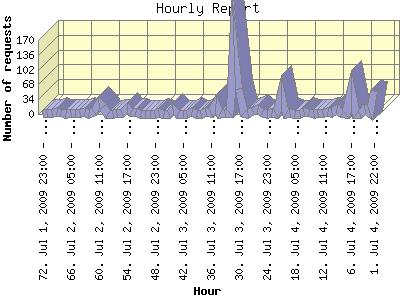 Hourly Report
Number of requests
170
136
102
68
34
0
72. Jul 1, 2009 23:00 - ..
66. Jul 2, 2009 05:00 - ..
60. Jul 2, 2009 11:00 - ..
54. Jul 2, 2009 17:00 - ..
48. Jul 2, 2009 23:00 - ..
42. Jul 3, 2009 05:00 - ..
36. Jul 3, 2009 11:00 - ..
30. Jul 3, 2009 17:00 - ..
24. Jul 3, 2009 23:00 - ..
18. Jul 4, 2009 05:00 - ..
12. Jul 4, 2009 11:00 - ..
6. Jul 4, 2009 17:00 - ..
1. Jul 4, 2009 22:00 - ..
Hour